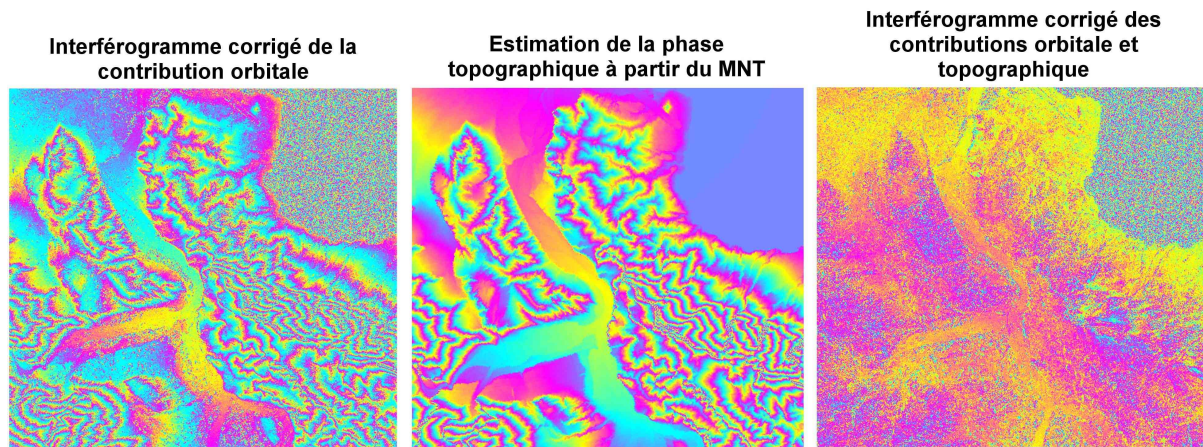 Interférogramme corrigé de la
contribution orbitale
Estimation de la phase
topographique à partir du MNT
Interférogramme corrigé des
contributions orbitale et
topographique